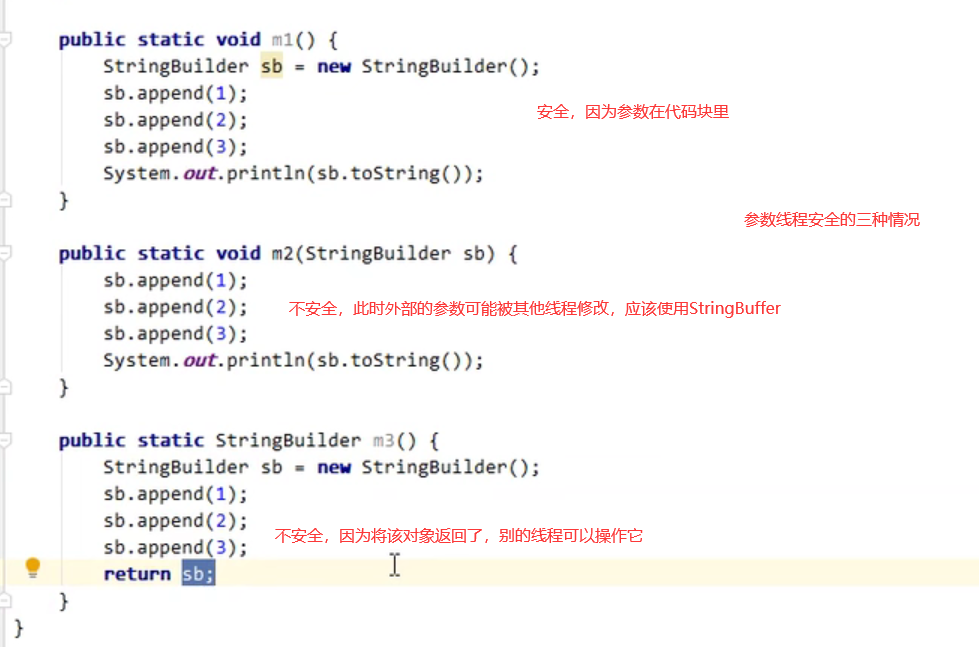 public static void m1() {
StringBuilder sb = new StringBuilder();
sb.append(1);
安全，因为参数在代码块里
sb.append(2);
sb.append(3);
System.out.println(sb.toString());
}
参数线程安全的三种情况
public static void m2(StringBuilder sb) {
sb.append(1);
sb.append(2);
不安全，此时外部的参数可能被其他线程修改，应该使用StringBuffer
sb.append(3);
System.out.println(sb.toString());
}
public static StringBuilder m3() {
StringBuilder sb = new StringBuilder();
sb.append(1);
sb.append(2);
不安全，因为将该对象返回了，别的线程可以操作它
sb.append(3);
return sb;
}
}